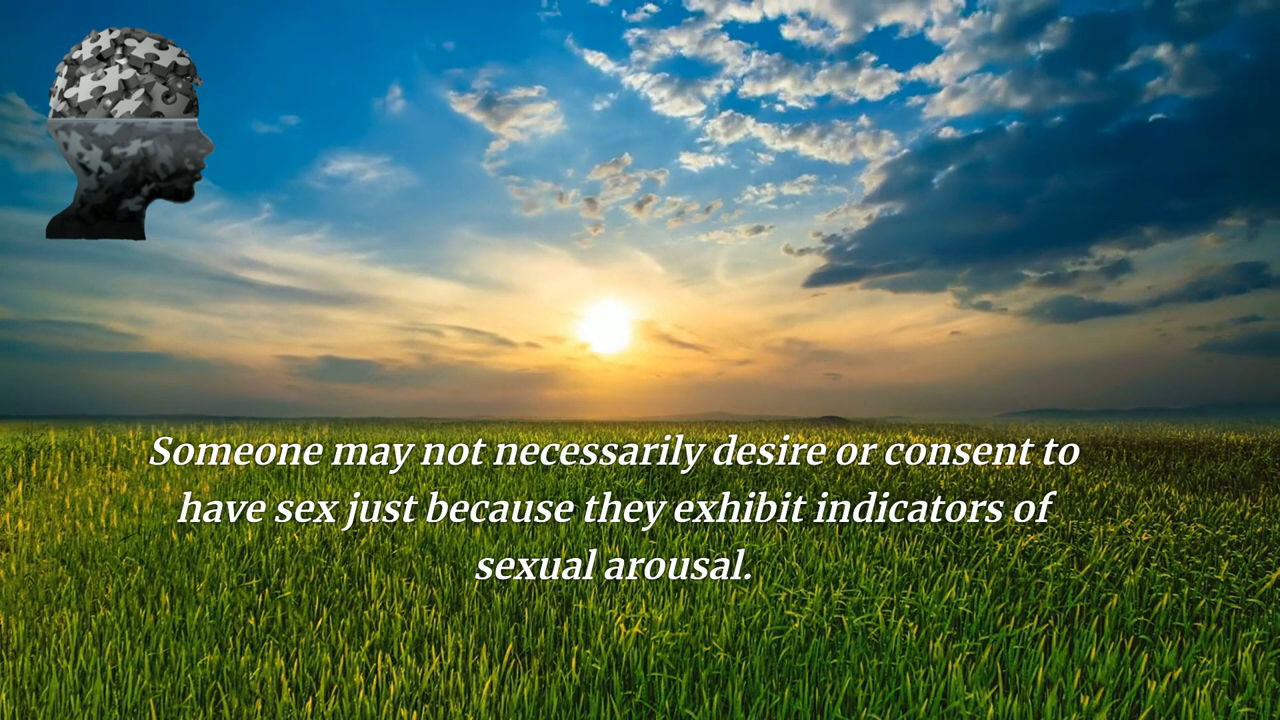 Someone may not necessarily desire or consent to
have sex just because they exhibit indicators of
sexual arousal.